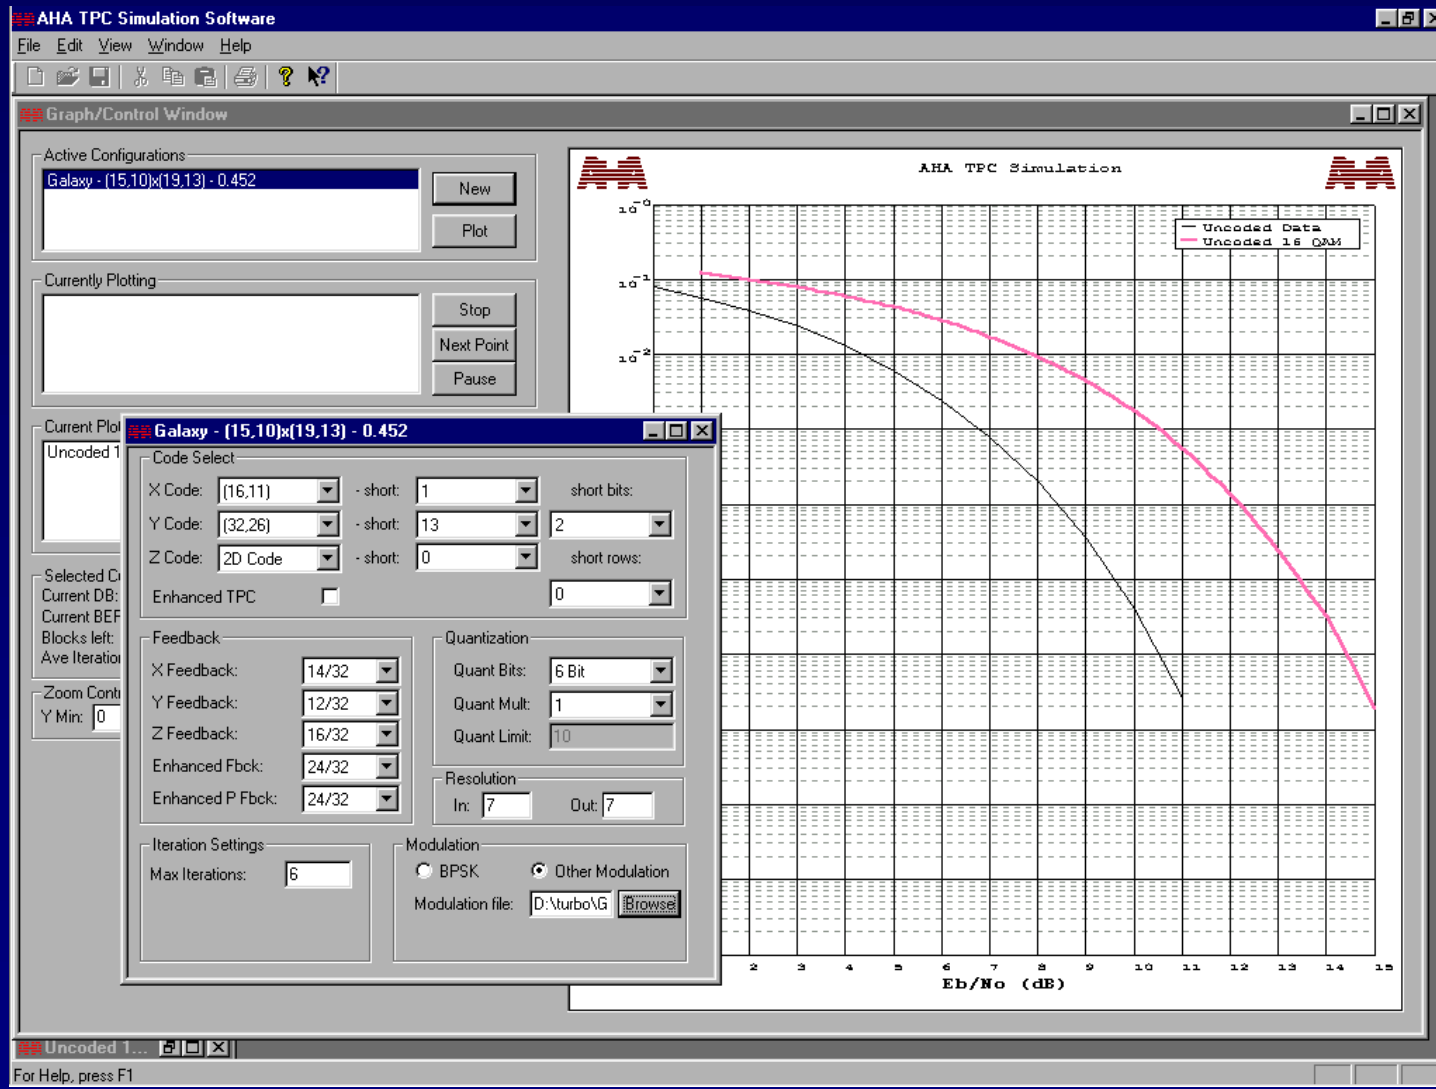 AHA TPC Simulation Software
File Edit View Window Help
Graph/Control Window
Active Configurations
Galaxy - (15,10)x(19,13) - 0.452
New
Plot
Currently Plotting
Stop
Next Point
Pause
Current Plo
Uncoded 1
Selected C
Current DB:
Current BER
Blocks left:
Ave Iteration
Zoom Contr
Y Min: 0
Galaxy - (15,10)x(19,13) - 0.452
Code Select
X Code: (16,11) - short: 1 short bits:
Y Code: (32,26) - short: 13 2
Z Code: 2D Code - short: 0 short rows:
Enhanced TPC 0
Feedback
X Feedback: 14/32
Y Feedback: 12/32
Z Feedback: 16/32
Enhanced Fbck: 24/32
Enhanced P Fbck: 24/32
Quantization
Quant Bits: 6 Bit
Quant Mult: 1
Quant Limit: 10
Resolution
In: 7 Out: 7
Iteration Settings
Max Iterations: 6
Modulation
BPSK Other Modulation
Modulation file: D:\turbo\G Browse
AHA TPC Simulation
Uncoded Data
Uncoded 16 QAM
10^-0
10^-1
10^-2
2 3 4 5 6 7 8 9 10 11 12 13 14 15
Eb/No (dB)
Uncoded 1...
For Help, press F1